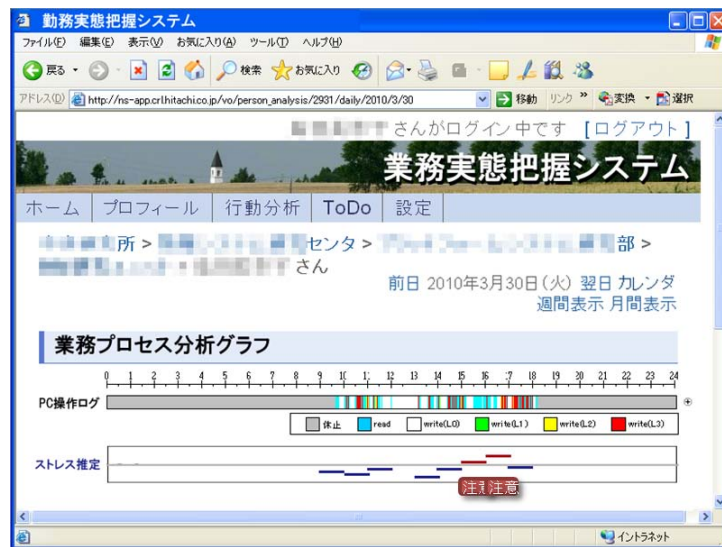 勤務実態把握システム
ファイル(F) 編集(E) 表示(V) お気に入り(A) ツール(T) ヘルプ(H)
戻る 検索 お気に入り
アドレス(D) http://ns-app.crl.hitachi.co.jp/vo/person_analysis/2931/daily/2010/3/30 移動 リンク » 変換 選択
さんがログイン中です [ログアウト]
業務実態把握システム
ホーム プロフィール 行動分析 ToDo 設定
所 > センタ > 部 >
さん
前日 2010年3月30日(火) 翌日 カレンダ
週間表示 月間表示
業務プロセス分析グラフ
0 1 2 3 4 5 6 7 8 9 10 11 12 13 14 15 16 17 18 19 20 21 22 23 24
PC操作ログ
休止 read write(L0) write(L1) write(L2) write(L3)
ストレス推定
注意 注意
イントラネット